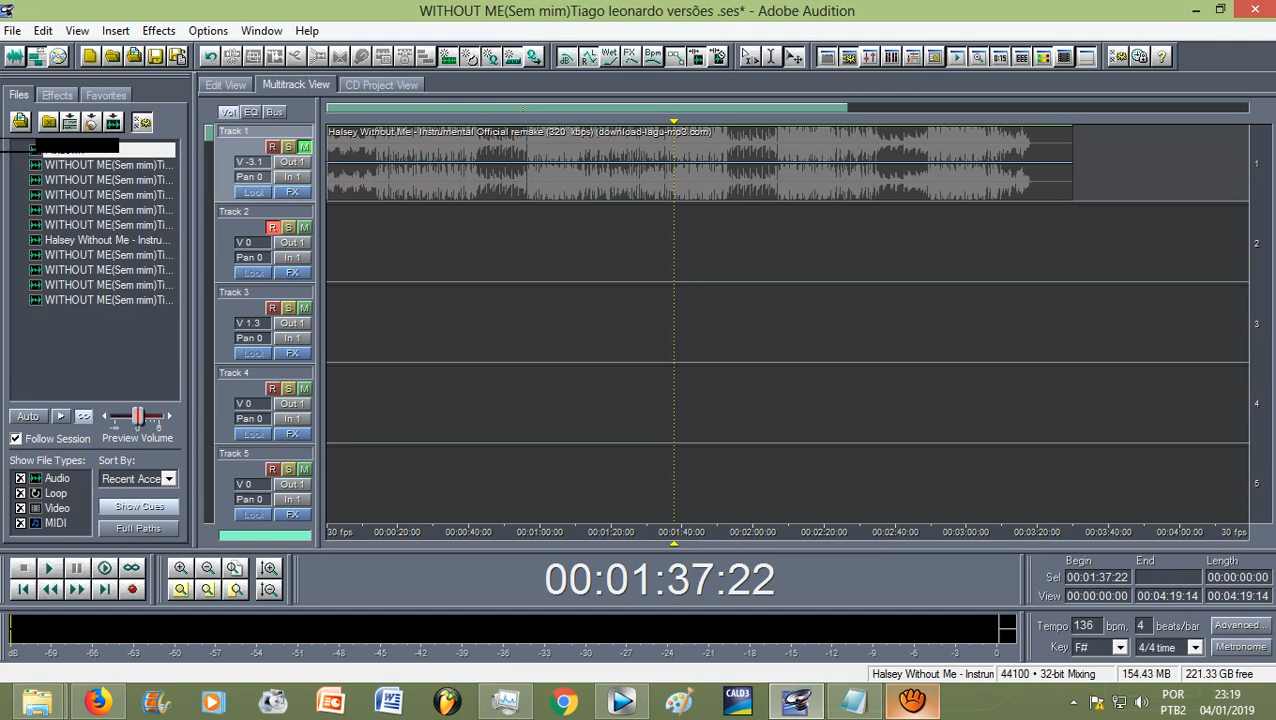 WITHOUT ME(Sem mim)Tiago leonardo versões .ses* - Adobe Audition
File Edit View Insert Effects Options Window Help
Edit View Multitrack View CD Project View
Files Effects Favorites
Vol EQ Bus
WITHOUT ME(Sem mim)Ti...
WITHOUT ME(Sem mim)Ti...
WITHOUT ME(Sem mim)Ti...
WITHOUT ME(Sem mim)Ti...
WITHOUT ME(Sem mim)Ti...
Halsey Without Me - Instru...
WITHOUT ME(Sem mim)Ti...
WITHOUT ME(Sem mim)Ti...
WITHOUT ME(Sem mim)Ti...
WITHOUT ME(Sem mim)Ti...
Auto
Follow Session
Preview Volume
Show File Types:
Sort By:
Audio
Loop
Video
MIDI
Recent Acce
Show Cues
Full Paths
Track 1
R S M
V -3.1 Out 1
Pan 0 In 1
Lock FX
Halsey Without Me - Instrumental Official remake (320 kbps) (download-lagu-mp3.com)
1
Track 2
R S M
V 0 Out 1
Pan 0 In 1
Lock FX
2
Track 3
R S M
V 1.3 Out 1
Pan 0 In 1
Lock FX
3
Track 4
R S M
V 0 Out 1
Pan 0 In 1
Lock FX
4
Track 5
R S M
V 0 Out 1
Pan 0 In 1
Lock FX
5
30 fps 00:00:20:00 00:00:40:00 00:01:00:00 00:01:20:00 00:01:40:00 00:02:00:00 00:02:20:00 00:02:40:00 00:03:00:00 00:03:20:00 00:03:40:00 00:04:00:00 30 fps
00:01:37:22
Begin End Length
Sel 00:01:37:22 00:00:00:00
View 00:00:00:00 00:04:19:14 00:04:19:14
dB -69 -66 -63 -60 -57 -54 -51 -48 -45 -42 -39 -36 -33 -30 -27 -24 -21 -18 -15 -12 -9 -6 -3 0
Tempo 136 bpm, 4 beats/bar Advanced...
Key F# 4/4 time Metronome
Halsey Without Me - Instrun 44100 • 32-bit Mixing 154.43 MB 221.33 GB free
CALD3
POR
PTB2
23:19
04/01/2019